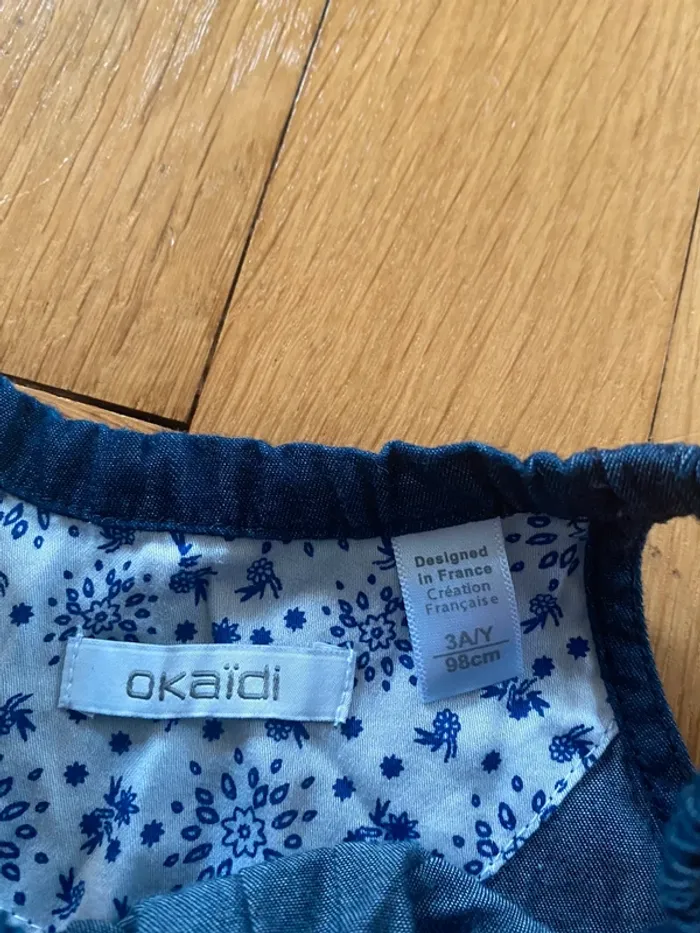 Designed
in France
Création
Française
3A/Y
98cm
okaïdi